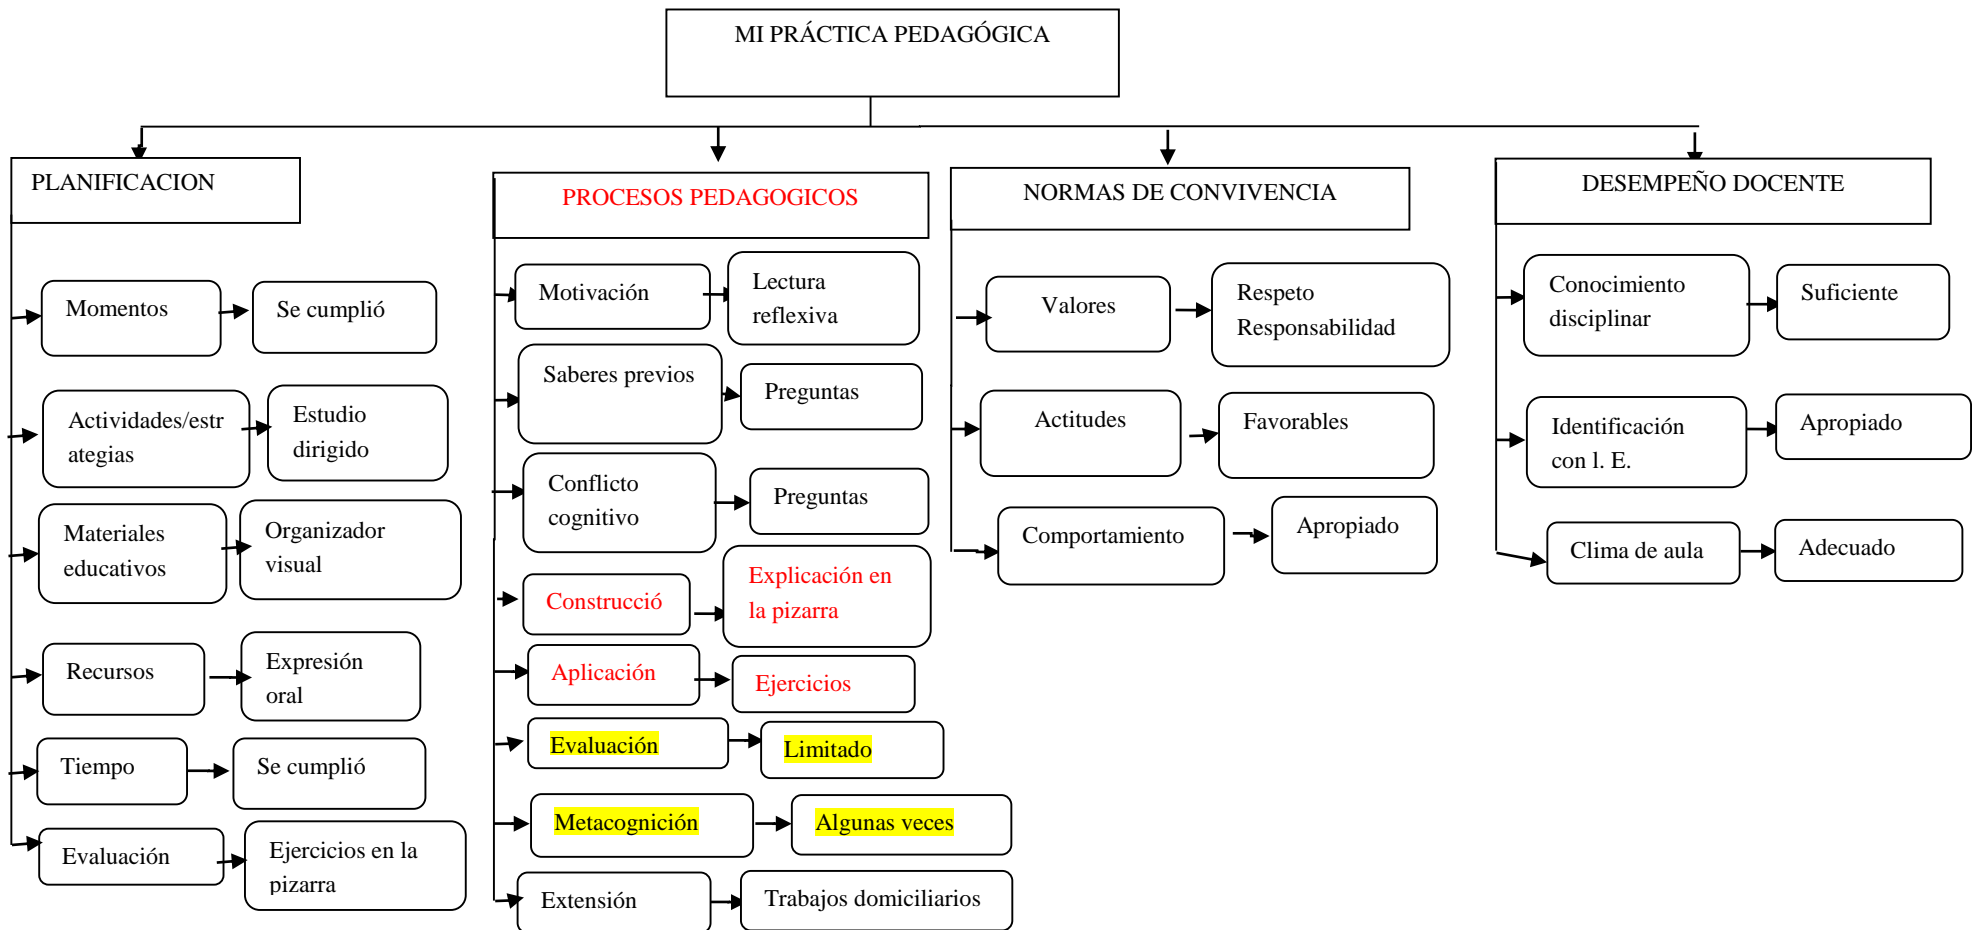 MI PRÁCTICA PEDAGÓGICA
PLANIFICACION
Momentos
Se cumplió
Actividades/estr
ategias
Estudio
dirigido
Materiales
educativos
Organizador
visual
Recursos
Expresión
oral
Tiempo
Se cumplió
Evaluación
Ejercicios en la
pizarra
PROCESOS PEDAGOGICOS
Motivación
Lectura
reflexiva
Saberes previos
Preguntas
Conflicto
cognitivo
Preguntas
Construcció
Explicación en
la pizarra
Aplicación
Ejercicios
Evaluación
Limitado
Metacognición
Algunas veces
Extensión
Trabajos domiciliarios
NORMAS DE CONVIVENCIA
Valores
Respeto
Responsabilidad
Actitudes
Favorables
Comportamiento
Apropiado
DESEMPEÑO DOCENTE
Conocimiento
disciplinar
Suficiente
Identificación
con l. E.
Apropiado
Clima de aula
Adecuado